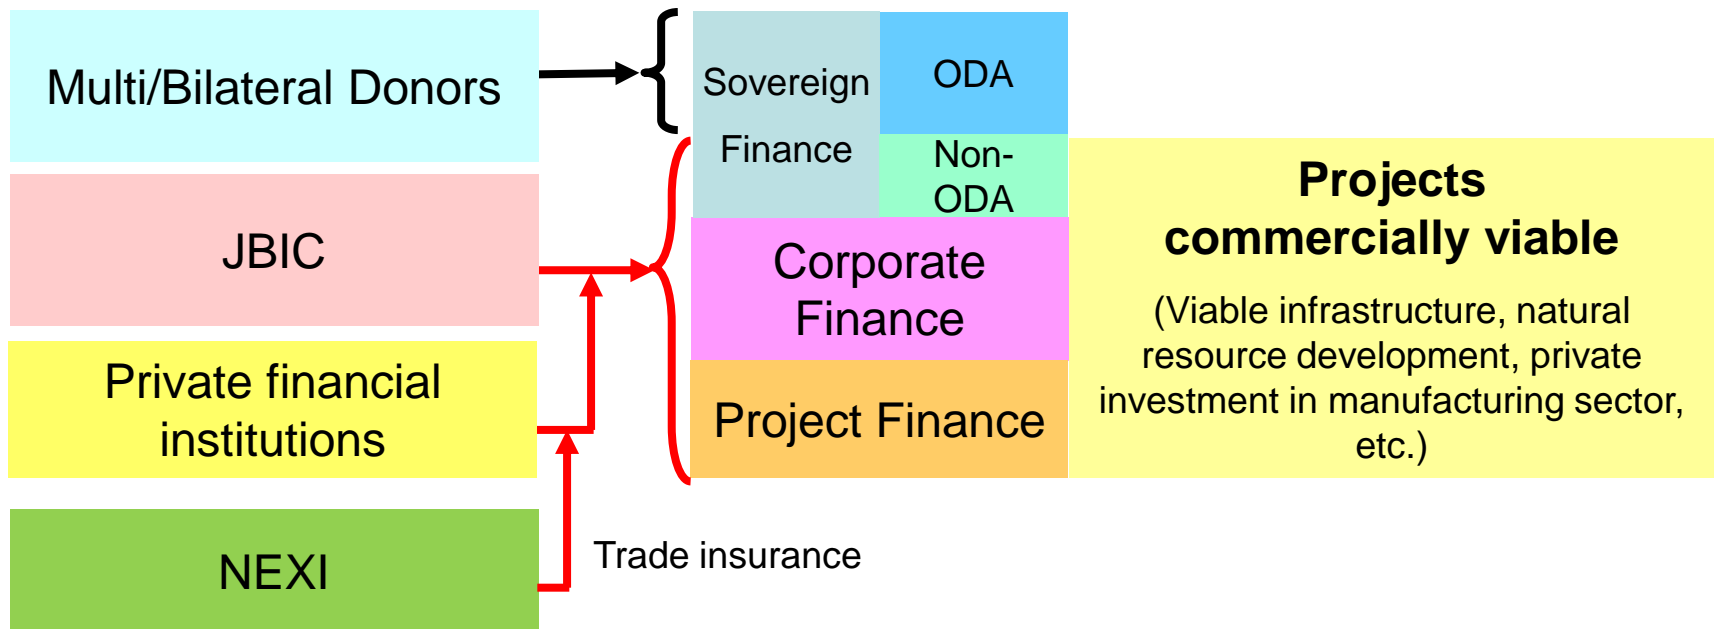 Multi/Bilateral Donors
JBIC
Private financial
institutions
NEXI
Trade insurance
Sovereign
Finance
ODA
Non-
ODA
Corporate
Finance
Project Finance
Projects
commercially viable
(Viable infrastructure, natural
resource development, private
investment in manufacturing sector,
etc.)